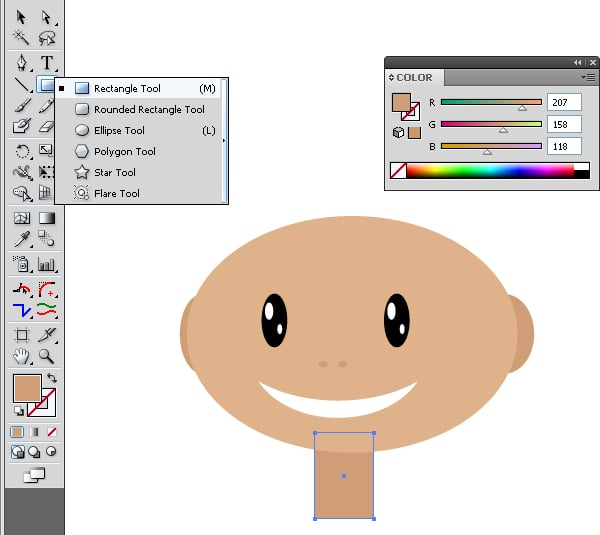 T
Rectangle Tool (M)
Rounded Rectangle Tool
Ellipse Tool (L)
Polygon Tool
Star Tool
Flare Tool
COLOR
R 207
G 158
B 118